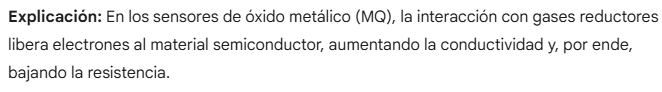 Explicación: En los sensores de óxido metálico (MQ), la interacción con gases reductores
libera electrones al material semiconductor, aumentando la conductividad y, por ende,
bajando la resistencia.